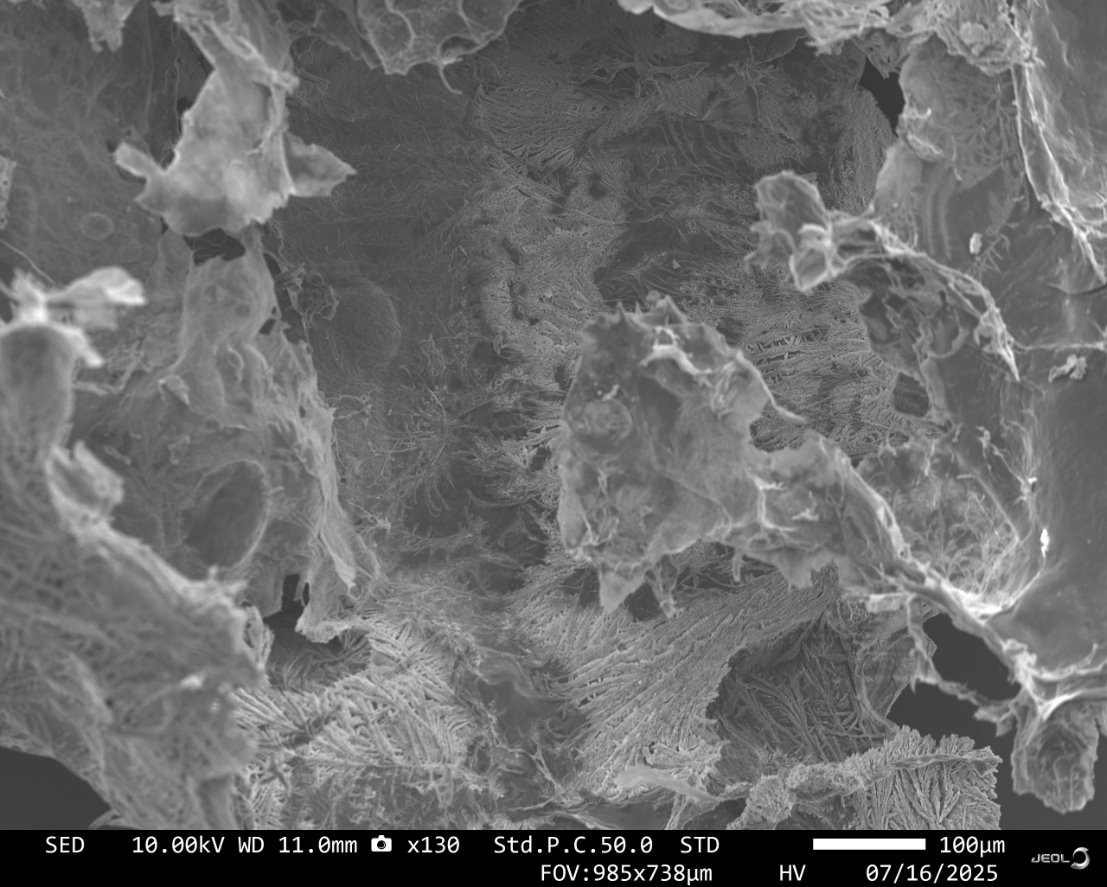 SED 10.00kV WD 11.0mm x130 Std.P.C.50.0 STD 100µm
FOV:985x738µm HV 07/16/2025
JEOL